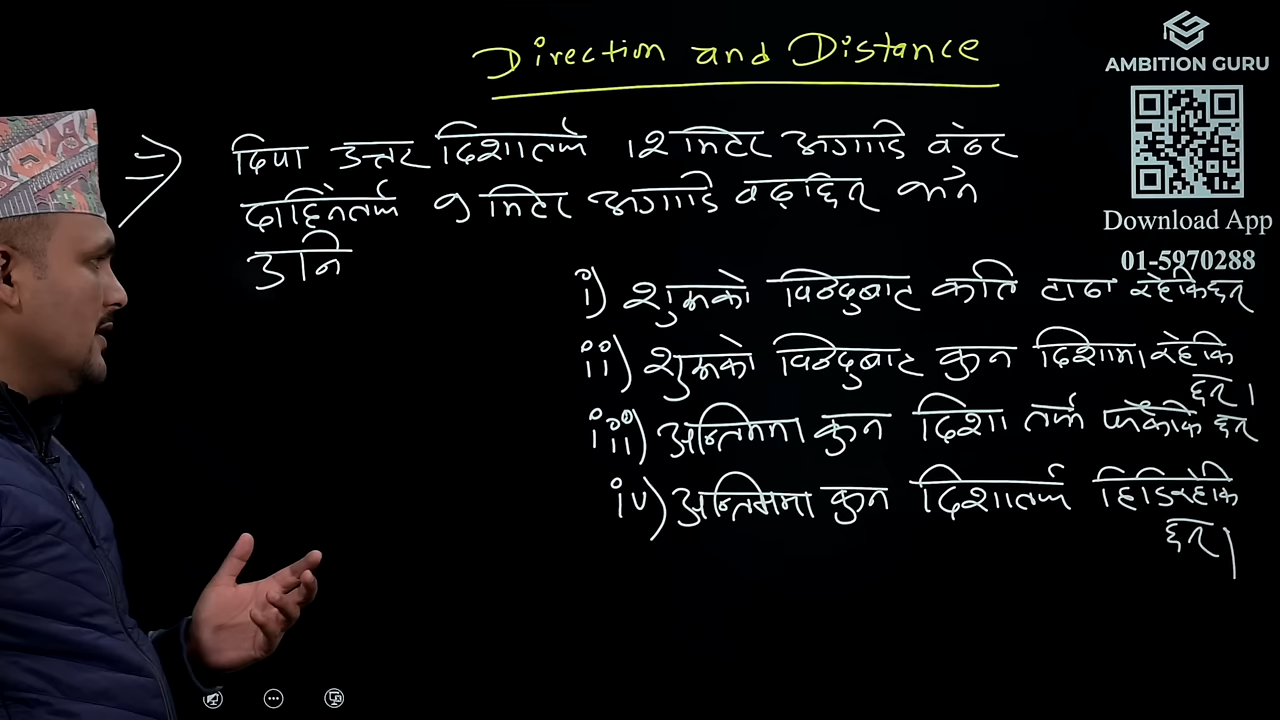 Direction and Distance
AMBITION GURU
Download App
01-5970288
=> दिपा उत्तर दिशातर्फ 12 मिटर अगाडि बढेर
दाहिनेतर्फ 9 मिटर अगाडि बढ्छिन् भने
उनि
i) शुरुको विन्दुबाट कति टाढा रहेकिछन्
ii) शुरुको विन्दुबाट कुन दिशामा रहेकि
छन् ।
iii) अन्तिममा कुन दिशा तर्फ फर्केकि छन्
iv) अन्तिममा कुन दिशातर्फ हिडिरहेकि
छन् ।